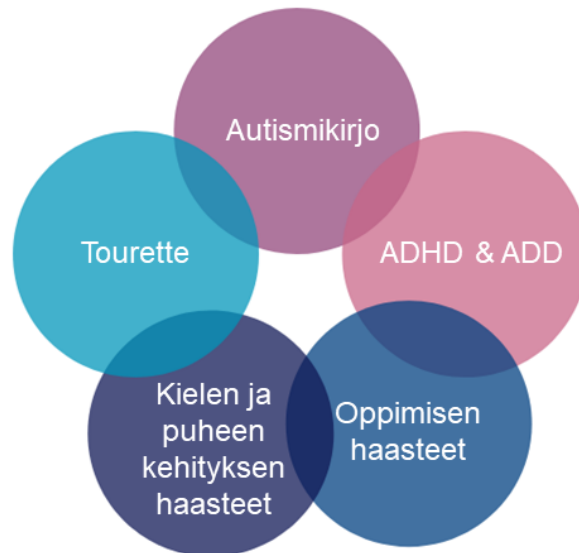 Autismikirjo
Tourette
ADHD & ADD
Kielen ja
puheen
kehityksen
haasteet
Oppimisen
haasteet